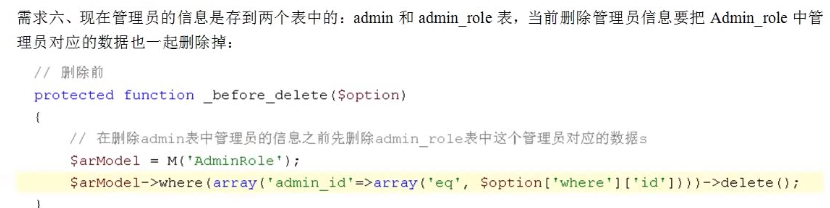 需求六、现在管理员的信息是存到两个表中的：admin 和 admin_role 表，当前删除管理员信息要把 Admin_role 中管
理员对应的数据也一起删除掉：
// 删除前
protected function _before_delete($option)
{
// 在删除admin表中管理员的信息之前先删除admin_role表中这个管理员对应的数据s
$arModel = M('AdminRole');
$arModel->where(array('admin_id'=>array('eq', $option['where']['id'])))->delete();
}